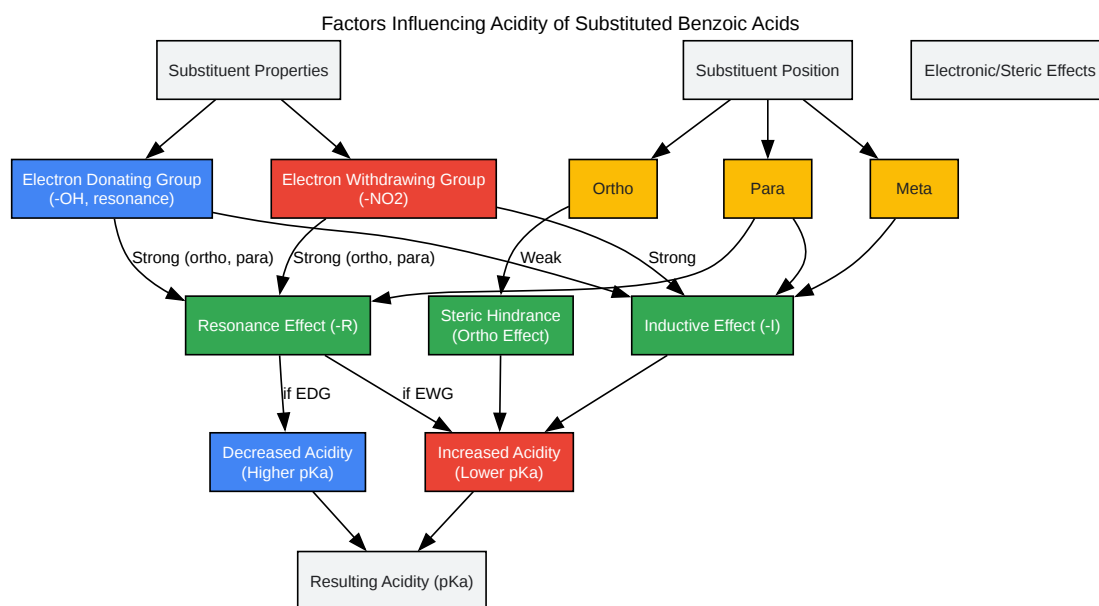 Factors Influencing Acidity of Substituted Benzoic Acids
Substituent Properties
Substituent Position
Electronic/Steric Effects
Electron Donating Group
(-OH, resonance)
Electron Withdrawing Group
(-NO2)
Ortho
Para
Meta
Strong (ortho, para)
Strong (ortho, para)
Weak
Strong
Resonance Effect (-R)
Steric Hindrance
(Ortho Effect)
Inductive Effect (-I)
if EDG
if EWG
Decreased Acidity
(Higher pKa)
Increased Acidity
(Lower pKa)
Resulting Acidity (pKa)